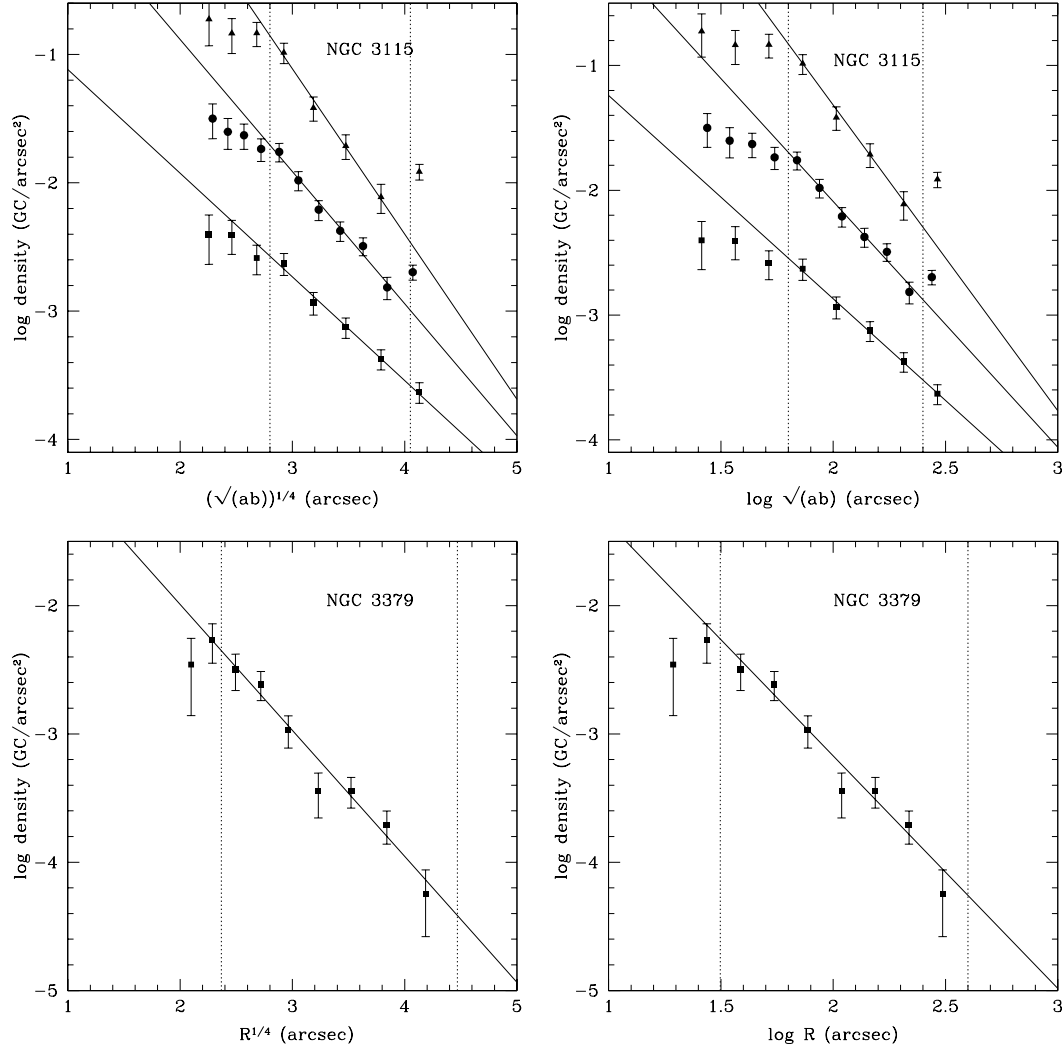 NGC 3115
log density (GC/arcsec²)
-1
-2
-3
-4
1 2 3 4 5
(√(ab))¹/⁴ (arcsec)
NGC 3115
log density (GC/arcsec²)
-1
-2
-3
-4
1 1.5 2 2.5 3
log √(ab) (arcsec)
NGC 3379
log density (GC/arcsec²)
-2
-3
-4
-5
1 2 3 4 5
R¹/⁴ (arcsec)
NGC 3379
log density (GC/arcsec²)
-2
-3
-4
-5
1 1.5 2 2.5 3
log R (arcsec)